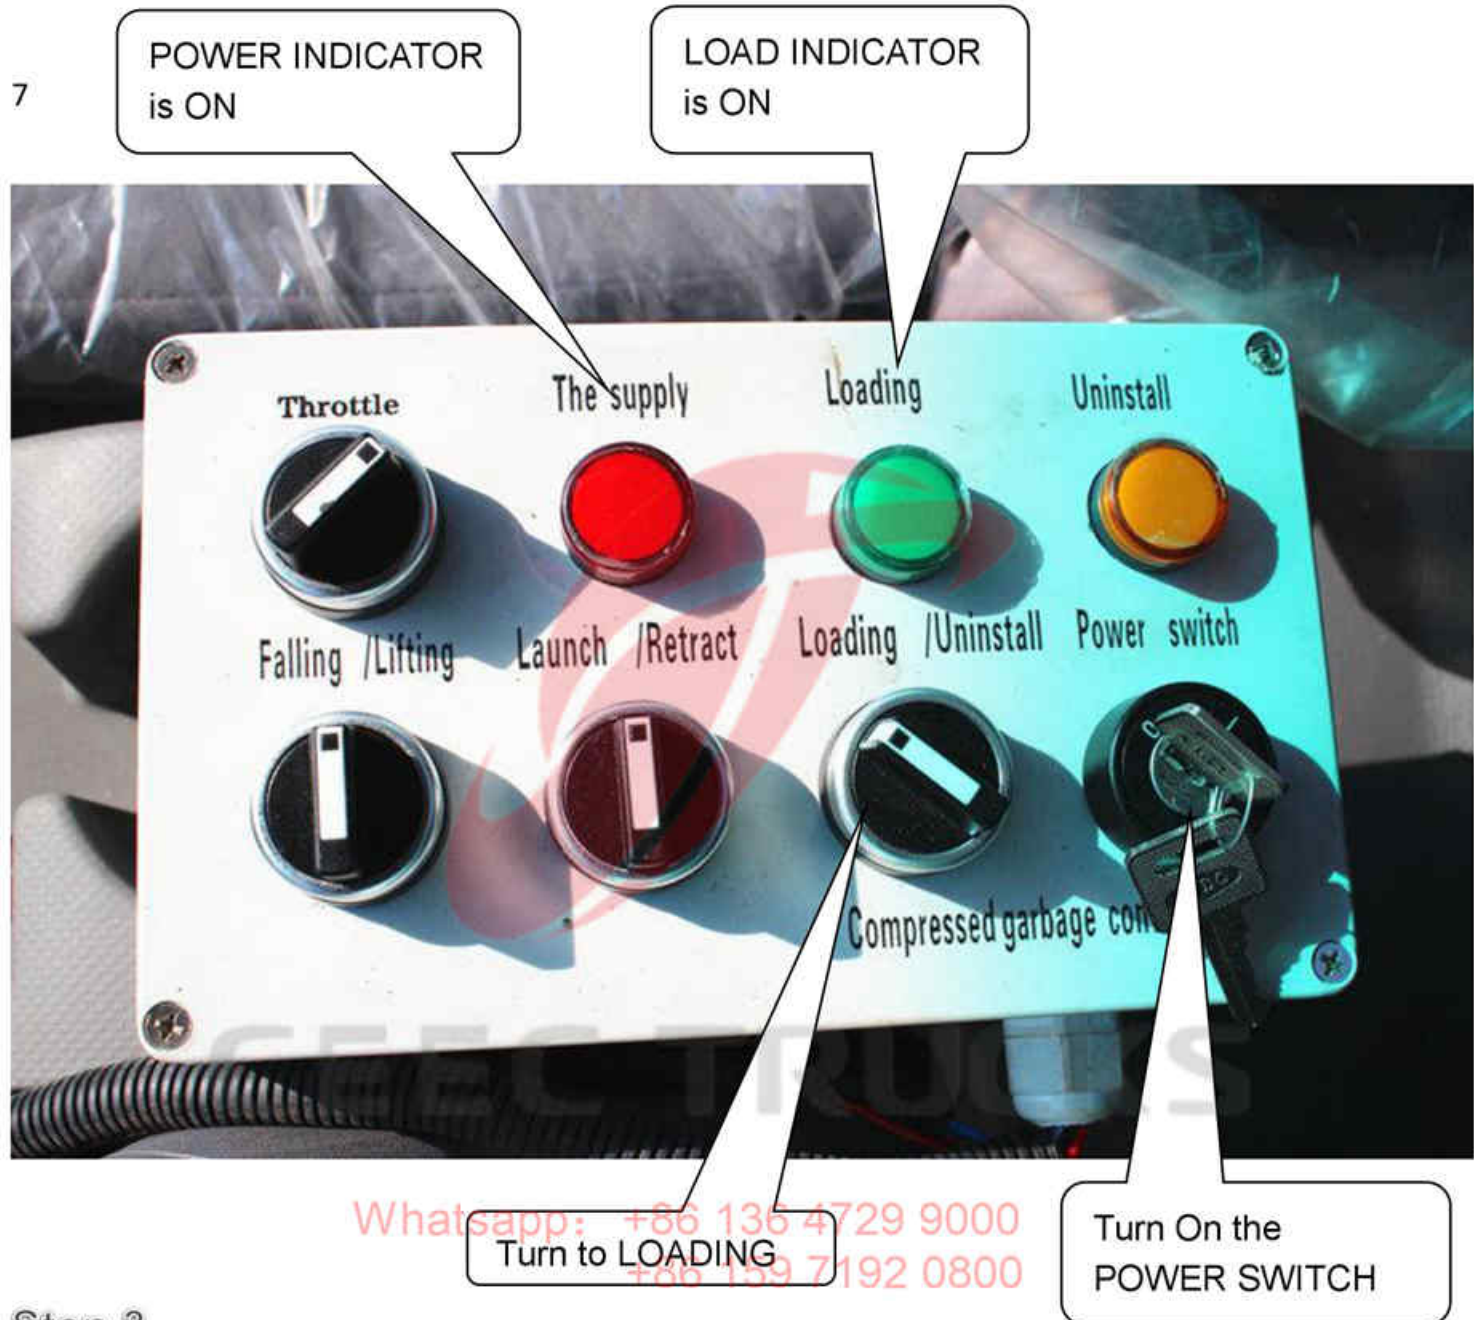 7
POWER INDICATOR
is ON
LOAD INDICATOR
is ON
Throttle
The supply
Loading
Uninstall
Falling /Lifting
Launch /Retract
Loading /Uninstall
Power switch
Compressed garbage
CEEC TRUCKS
Whatsapp: +86 136 4729 9000
+86 159 7192 0800
Turn to LOADING
Turn On the
POWER SWITCH